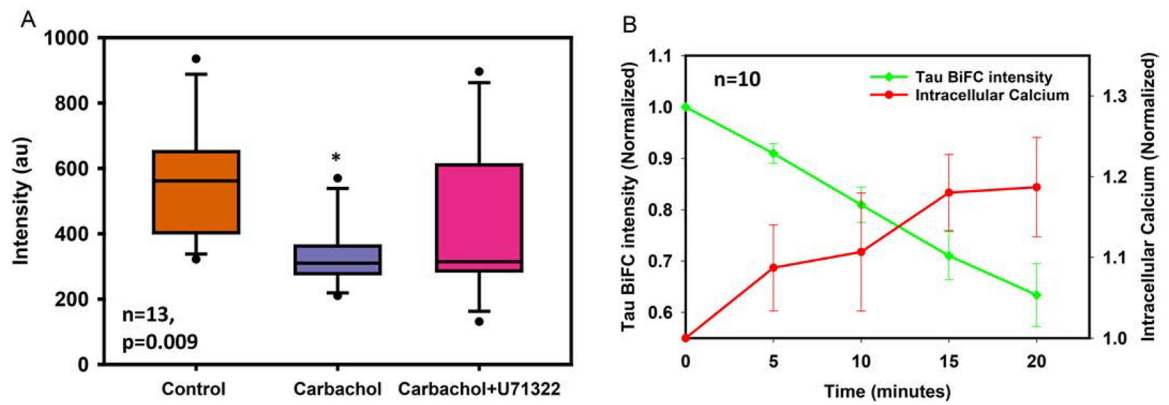 A
Intensity (au)
1000
800
600
400
200
0
*
n=13,
p=0.009
Control
Carbachol
Carbachol+U71322
B
Tau BiFC intensity (Normalized)
1.1
1.0
0.9
0.8
0.7
0.6
n=10
Tau BiFC intensity
Intracellular Calcium
1.3
1.2
1.1
1.0
Intracellular Calcium (Normalized)
0
5
10
15
20
Time (minutes)